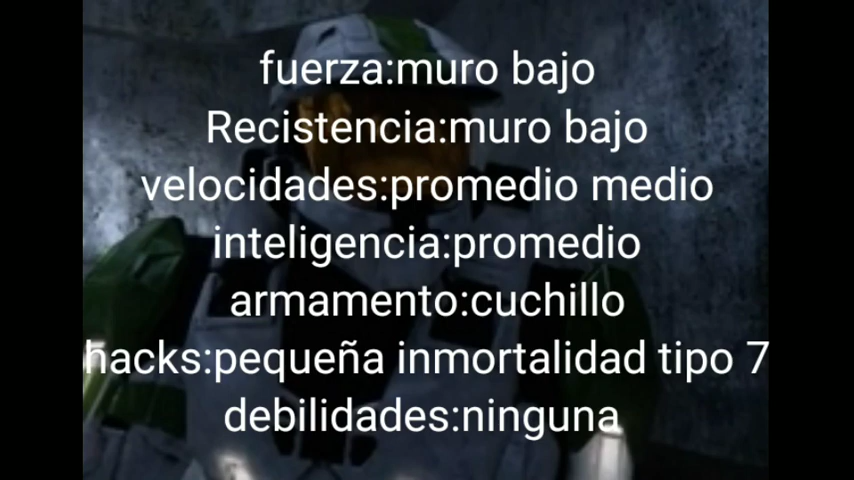 fuerza:muro bajo
Recistencia:muro bajo
velocidades:promedio medio
inteligencia:promedio
armamento:cuchillo
hacks:pequeña inmortalidad tipo 7
debilidades:ninguna